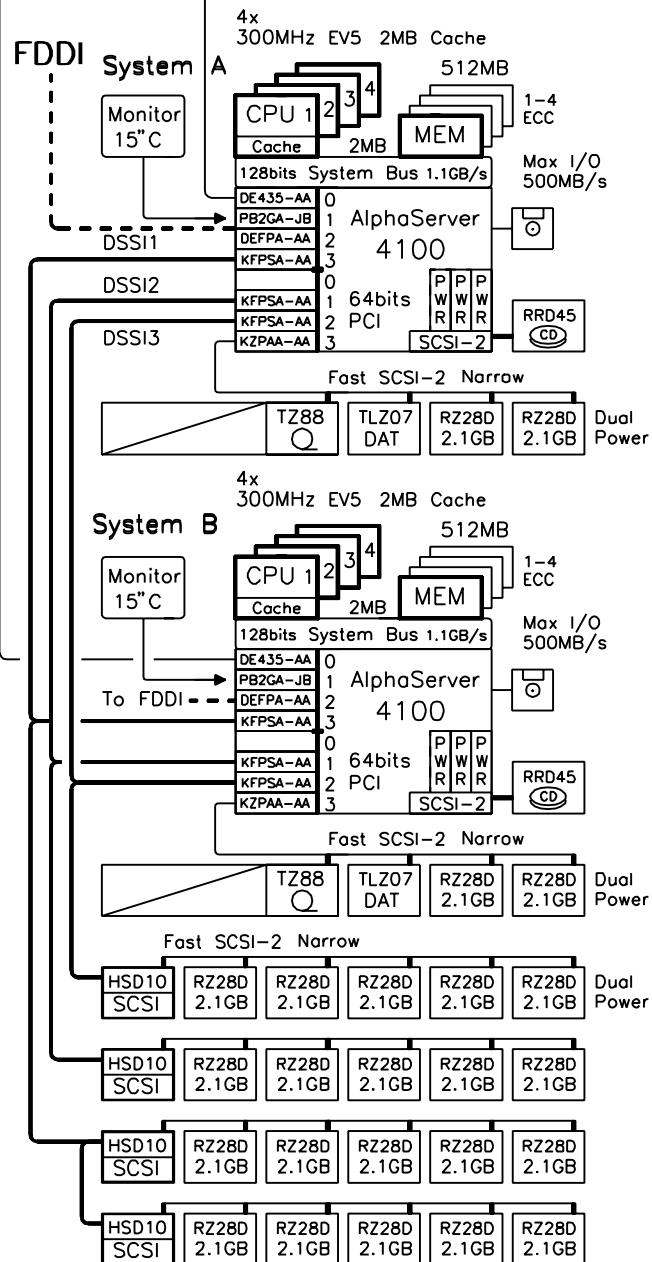 4x
300MHz EV5 2MB Cache
FDDI
System A
512MB
Monitor
15"C
CPU 1 2 3 4
Cache
2MB
MEM
1-4
ECC
128bits System Bus 1.1GB/s
Max I/O
500MB/s
DE435-AA 0
PB2GA-JB 1
DEFPA-AA 2
KFPSA-AA 3
0
KFPSA-AA 1
KFPSA-AA 2
KZPAA-AA 3
AlphaServer
4100
64bits
PCI
PWR PWR PWR
SCSI-2
RRD45
CD
DSSI1
DSSI2
DSSI3
Fast SCSI-2 Narrow
TZ88
TLZ07
DAT
RZ28D
2.1GB
RZ28D
2.1GB
Dual
Power
4x
300MHz EV5 2MB Cache
System B
512MB
Monitor
15"C
CPU 1 2 3 4
Cache
2MB
MEM
1-4
ECC
128bits System Bus 1.1GB/s
Max I/O
500MB/s
DE435-AA 0
PB2GA-JB 1
To FDDI
DEFPA-AA 2
KFPSA-AA 3
0
KFPSA-AA 1
KFPSA-AA 2
KZPAA-AA 3
AlphaServer
4100
64bits
PCI
PWR PWR PWR
SCSI-2
RRD45
CD
Fast SCSI-2 Narrow
TZ88
TLZ07
DAT
RZ28D
2.1GB
RZ28D
2.1GB
Dual
Power
Fast SCSI-2 Narrow
HSD10 RZ28D RZ28D RZ28D RZ28D RZ28D Dual
SCSI 2.1GB 2.1GB 2.1GB 2.1GB 2.1GB Power
HSD10 RZ28D RZ28D RZ28D RZ28D RZ28D
SCSI 2.1GB 2.1GB 2.1GB 2.1GB 2.1GB
HSD10 RZ28D RZ28D RZ28D RZ28D RZ28D
SCSI 2.1GB 2.1GB 2.1GB 2.1GB 2.1GB
HSD10 RZ28D RZ28D RZ28D RZ28D RZ28D
SCSI 2.1GB 2.1GB 2.1GB 2.1GB 2.1GB